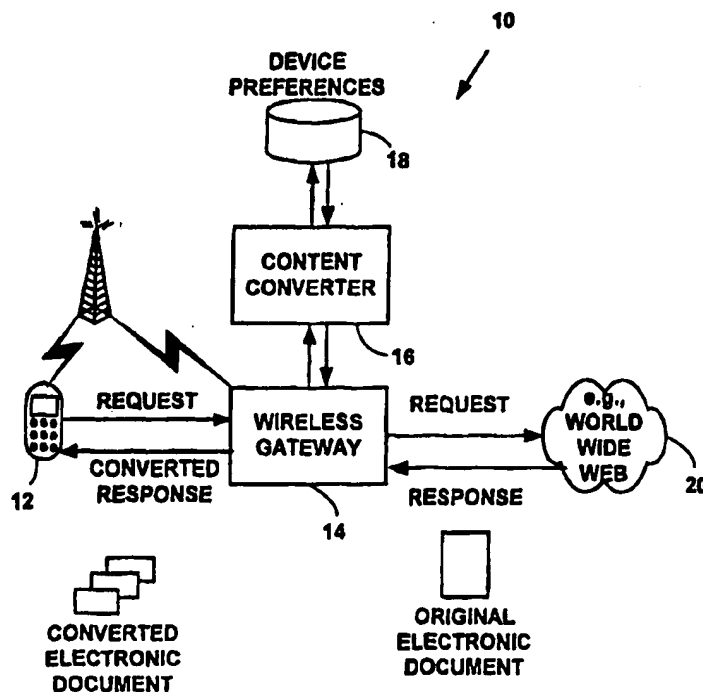 10
DEVICE
PREFERENCES
18
CONTENT
CONVERTER
16
REQUEST
WIRELESS
GATEWAY
REQUEST
e.g.,
WORLD
WIDE
WEB
CONVERTED
RESPONSE
RESPONSE
12
14
20
CONVERTED
ELECTRONIC
DOCUMENT
ORIGINAL
ELECTRONIC
DOCUMENT